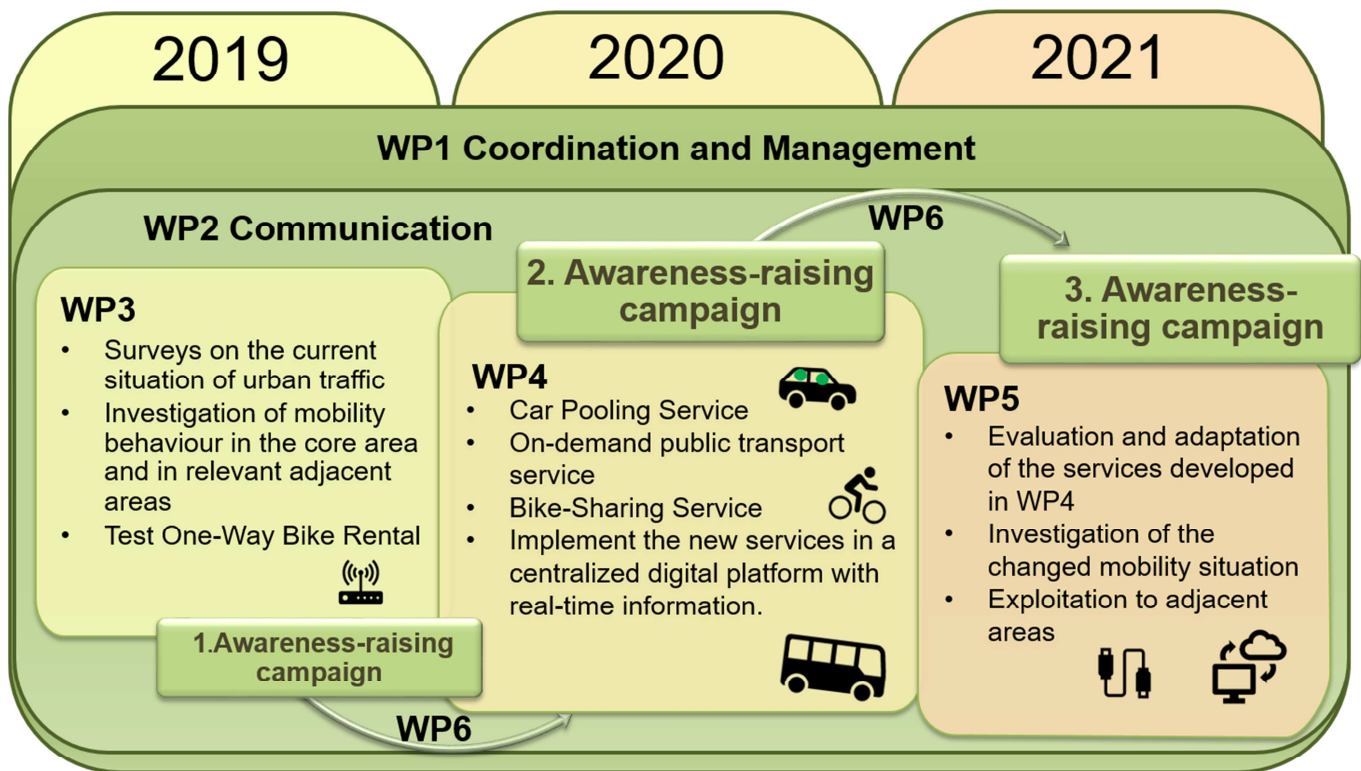 2019
2020
2021
WP1 Coordination and Management
WP2 Communication
WP6
WP3
• Surveys on the current
situation of urban traffic
• Investigation of mobility
behaviour in the core area
and in relevant adjacent
areas
• Test One-Way Bike Rental
1.Awareness-raising
campaign
WP6
2. Awareness-raising
campaign
WP4
• Car Pooling Service
• On-demand public transport
service
• Bike-Sharing Service
• Implement the new services in a
centralized digital platform with
real-time information.
3. Awareness-
raising campaign
WP5
• Evaluation and adaptation
of the services developed
in WP4
• Investigation of the
changed mobility situation
• Exploitation to adjacent
areas